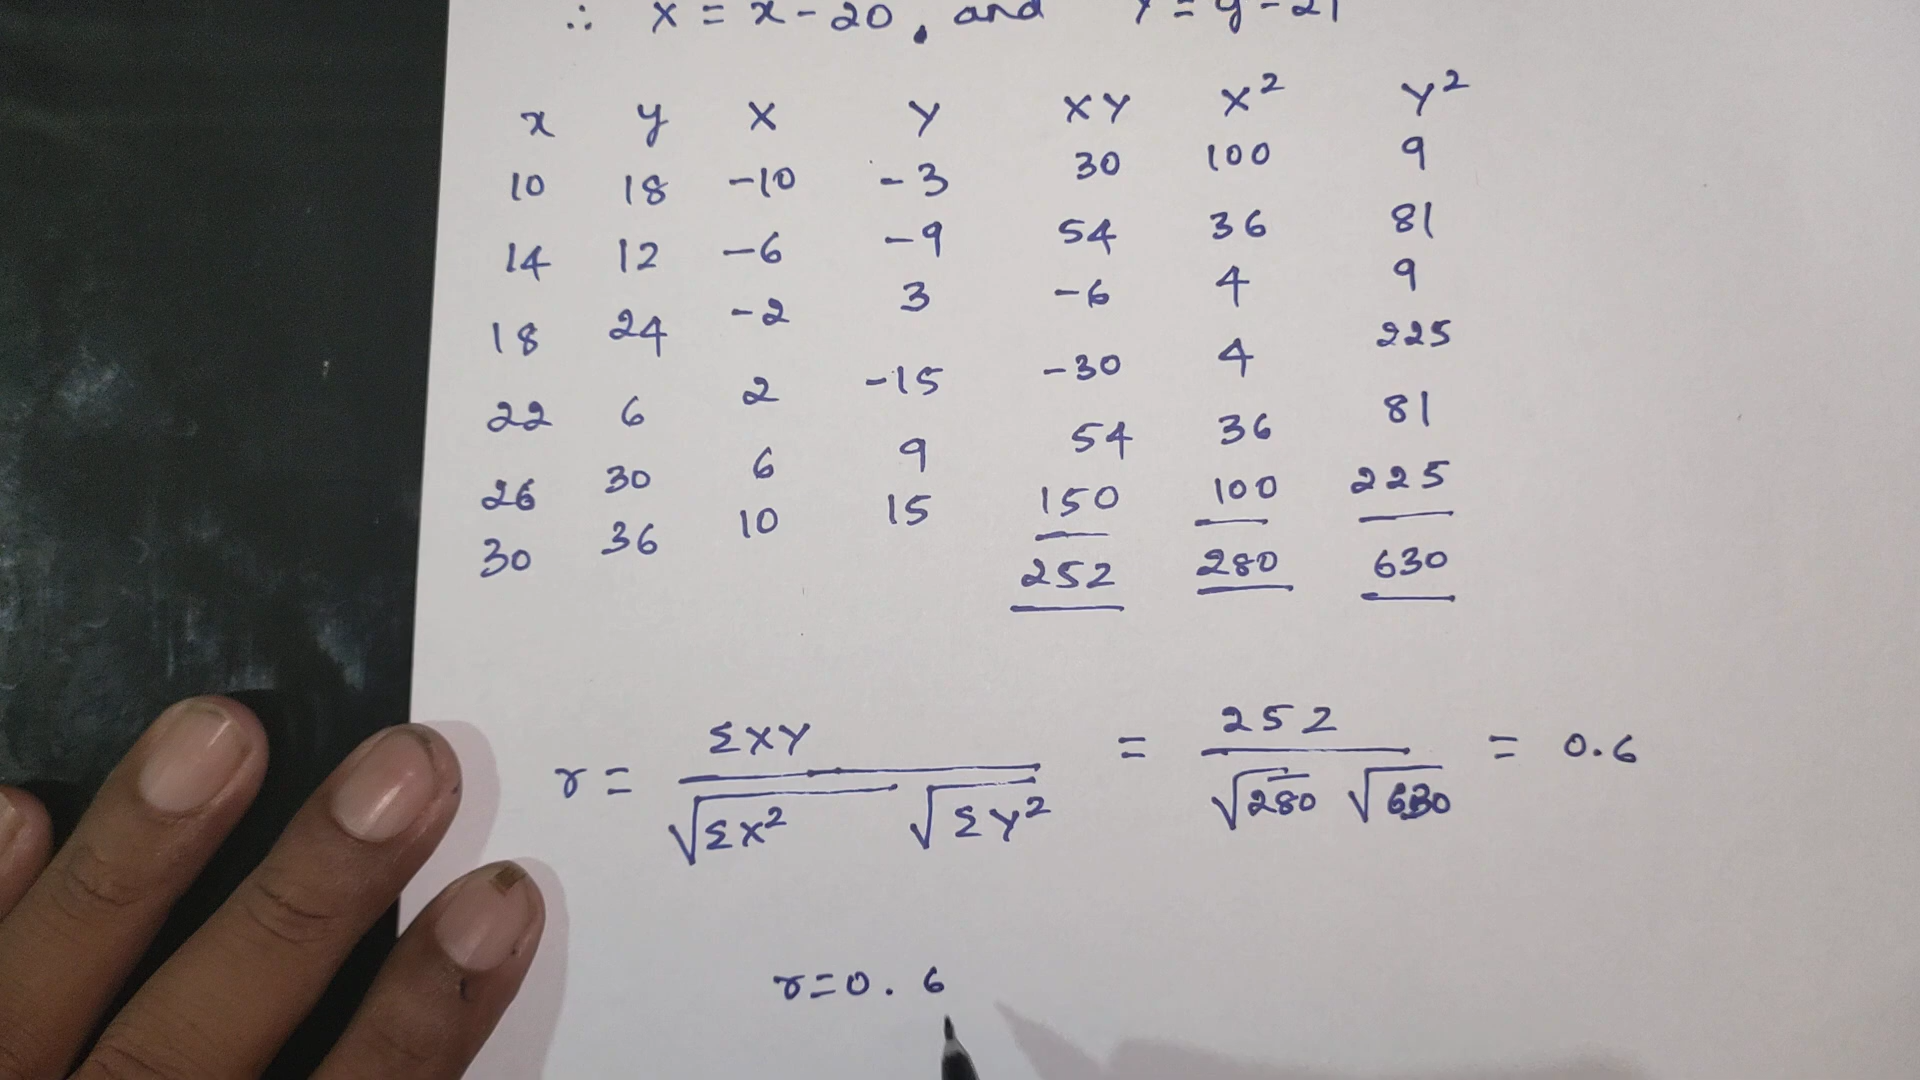 ∴ X = x - 20, and Y = y - 21
x y X Y XY X² Y²
10 18 -10 -3 30 100 9
14 12 -6 -9 54 36 81
18 24 -2 3 -6 4 9
22 6 2 -15 -30 4 225
26 30 6 9 54 36 81
30 36 10 15 150 100 225
252 280 630
r = ΣXY / √ΣX² √ΣY² = 252 / √280 √630 = 0.6
r = 0.6